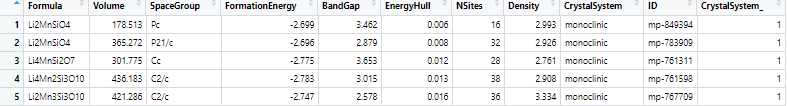 Formula Volume SpaceGroup FormationEnergy BandGap EnergyHull NSites Density CrystalSystem ID CrystalSystem_
1 Li2MnSiO4 178.513 Pc -2.699 3.462 0.006 16 2.993 monoclinic mp-849394 1
2 Li2MnSiO4 365.272 P21/c -2.696 2.879 0.008 32 2.926 monoclinic mp-783909 1
3 Li4MnSi2O7 301.775 Cc -2.775 3.653 0.012 28 2.761 monoclinic mp-761311 1
4 Li4Mn2Si3O10 436.183 C2/c -2.783 3.015 0.013 38 2.908 monoclinic mp-761598 1
5 Li2Mn3Si3O10 421.286 C2/c -2.747 2.578 0.016 36 3.334 monoclinic mp-767709 1